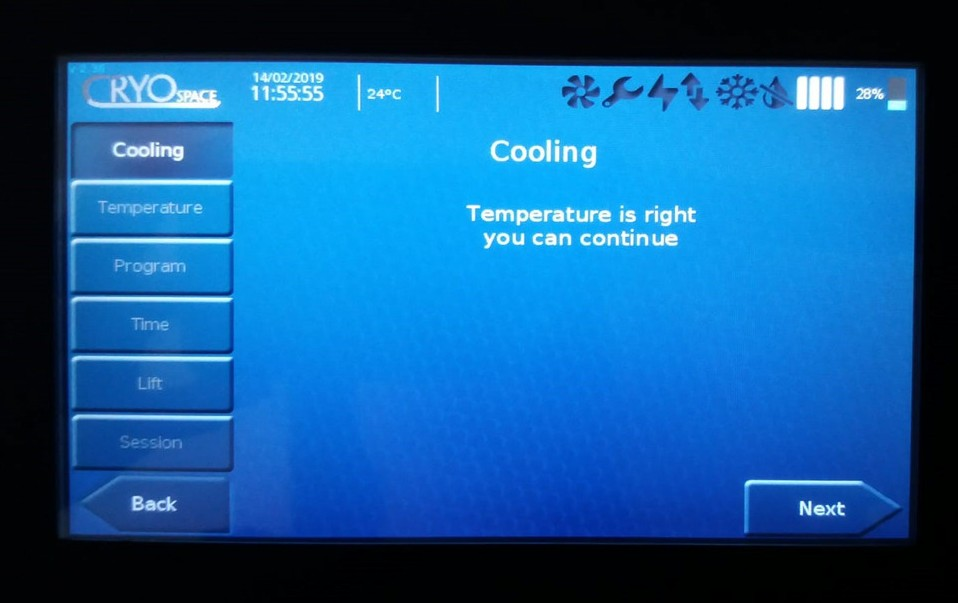 CRYO SPACE
14/02/2019
11:55:55
24°C
28%
Cooling
Temperature
Program
Time
Lift
Session
Back
Cooling
Temperature is right
you can continue
Next